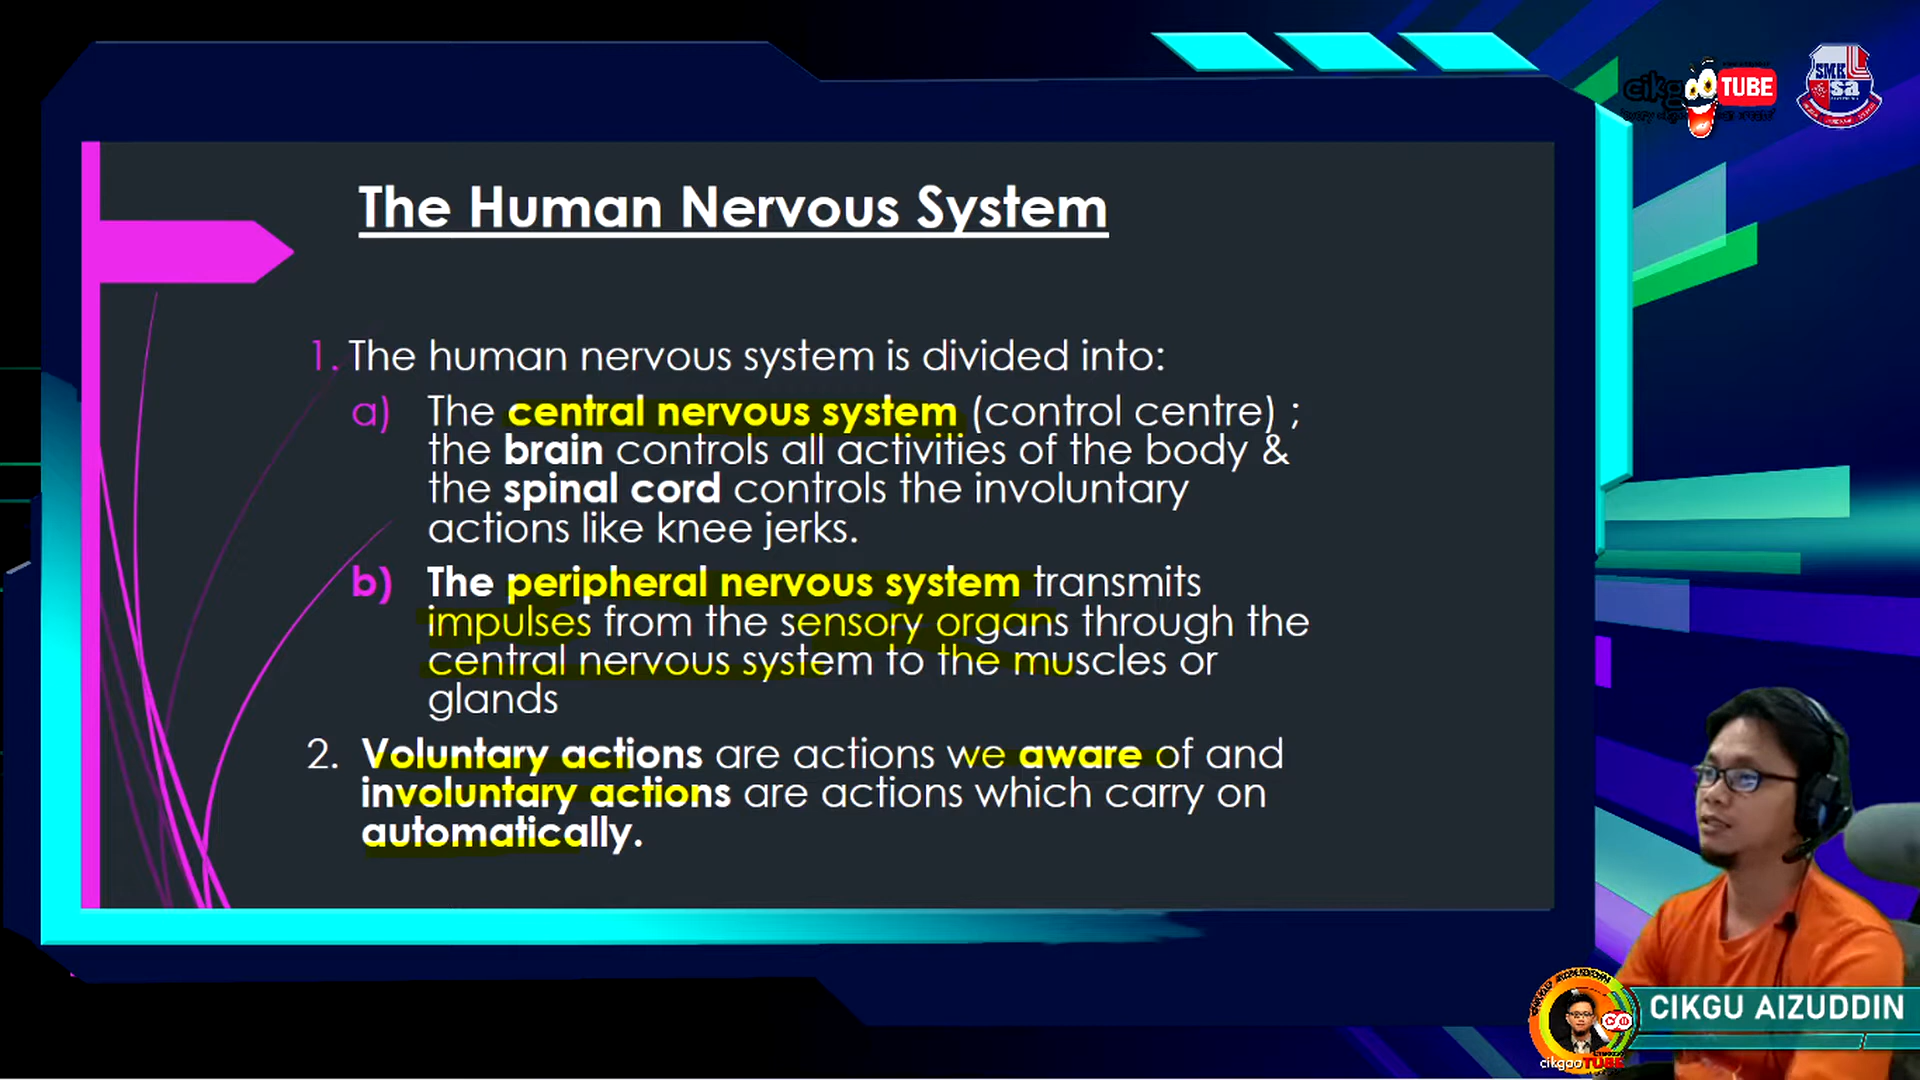 cikgooTUBE
SMK
sa
The Human Nervous System
1. The human nervous system is divided into:
a) The central nervous system (control centre) ;
the brain controls all activities of the body &
the spinal cord controls the involuntary
actions like knee jerks.
b) The peripheral nervous system transmits
impulses from the sensory organs through the
central nervous system to the muscles or
glands
2. Voluntary actions are actions we aware of and
involuntary actions are actions which carry on
automatically.
CIKGU AIZUDDIN
cikgooTUBE